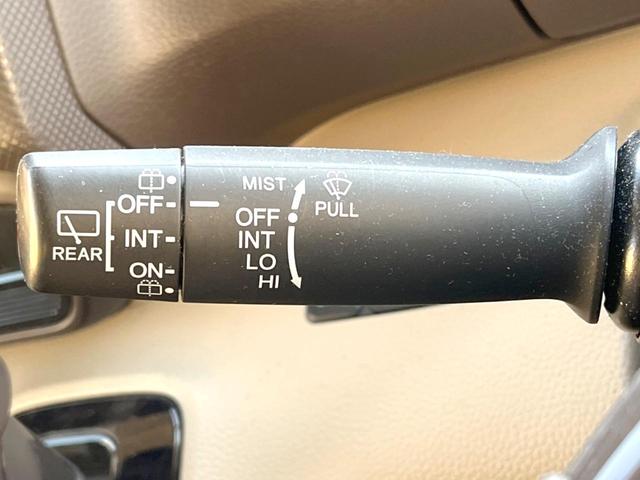 OFF
INT
ON
REAR
MIST
OFF
INT
LO
HI
PULL